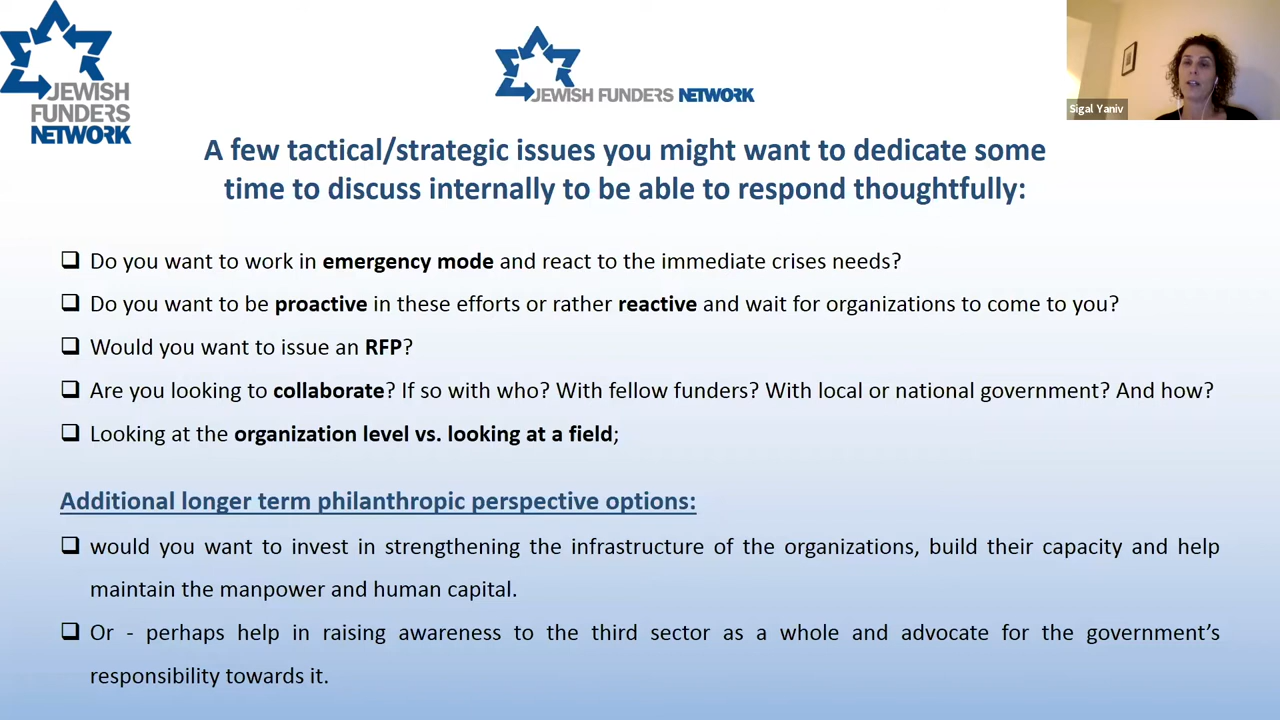 JEWISH
FUNDERS
NETWORK
JEWISH FUNDERS NETWORK
Sigal Yaniv
A few tactical/strategic issues you might want to dedicate some
time to discuss internally to be able to respond thoughtfully:
❑ Do you want to work in emergency mode and react to the immediate crises needs?
❑ Do you want to be proactive in these efforts or rather reactive and wait for organizations to come to you?
❑ Would you want to issue an RFP?
❑ Are you looking to collaborate? If so with who? With fellow funders? With local or national government? And how?
❑ Looking at the organization level vs. looking at a field;
Additional longer term philanthropic perspective options:
❑ would you want to invest in strengthening the infrastructure of the organizations, build their capacity and help
maintain the manpower and human capital.
❑ Or - perhaps help in raising awareness to the third sector as a whole and advocate for the government’s
responsibility towards it.